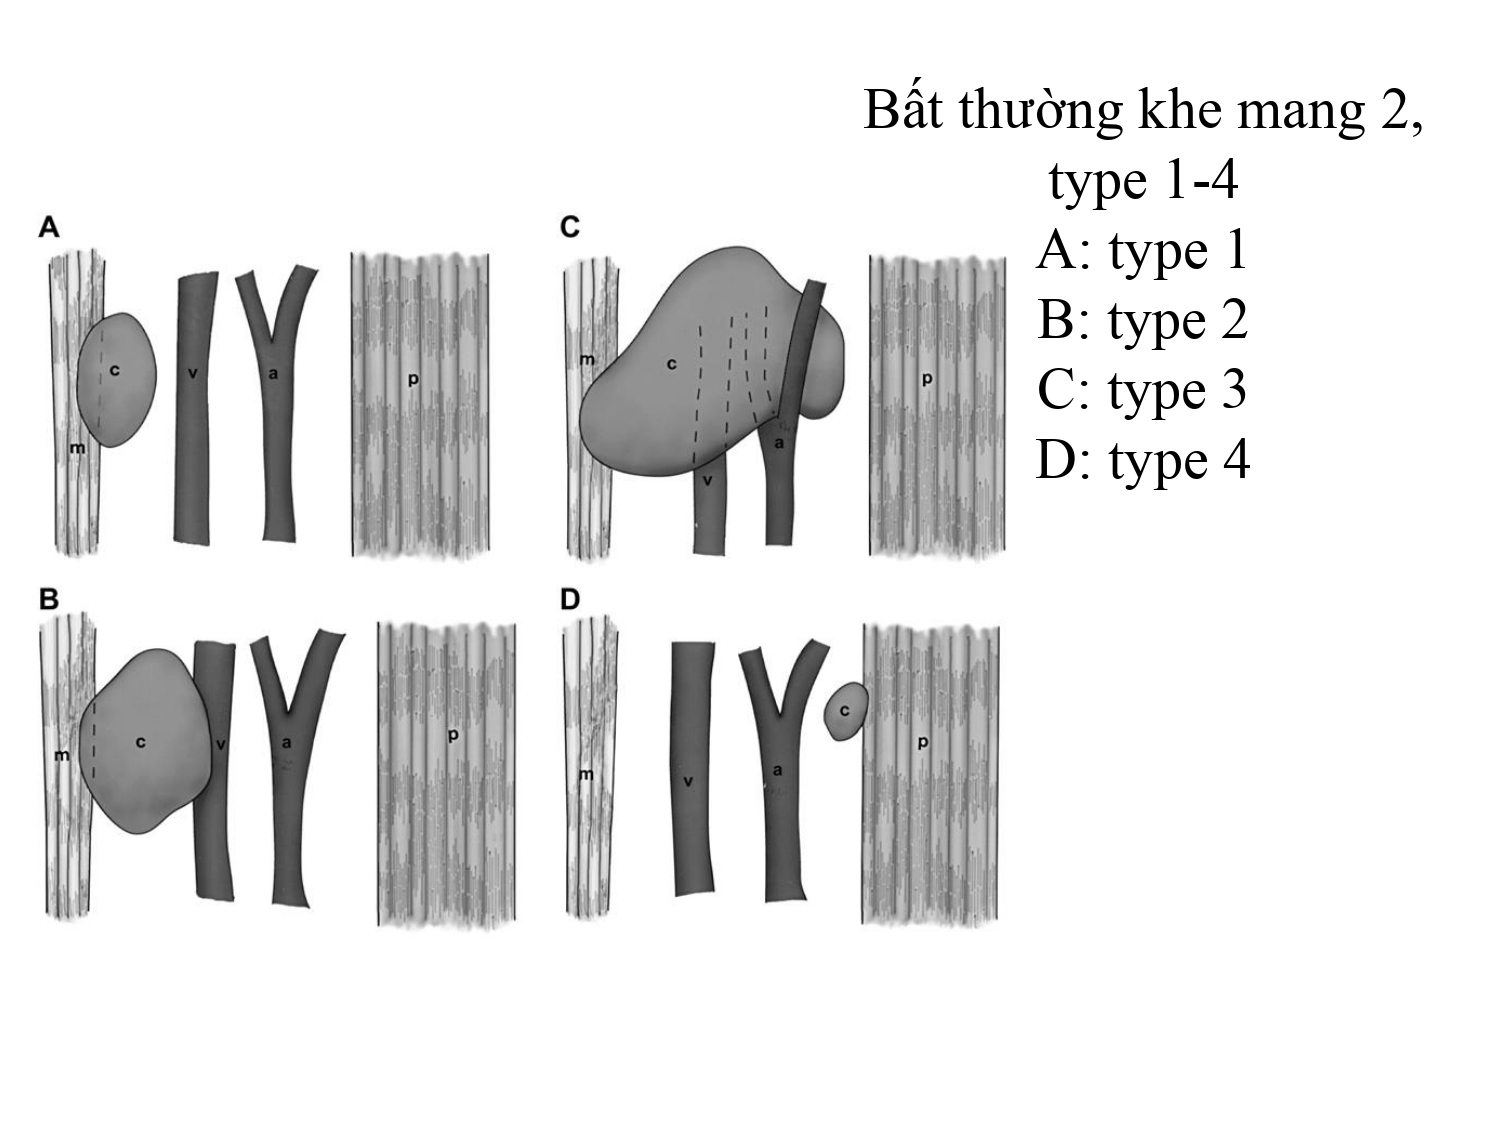 Bất thường khe mang 2,
type 1-4
A: type 1
B: type 2
C: type 3
D: type 4
A
c
v
a
p
m
C
m
c
p
a
v
B
c
v
a
p
m
D
c
p
a
m
v